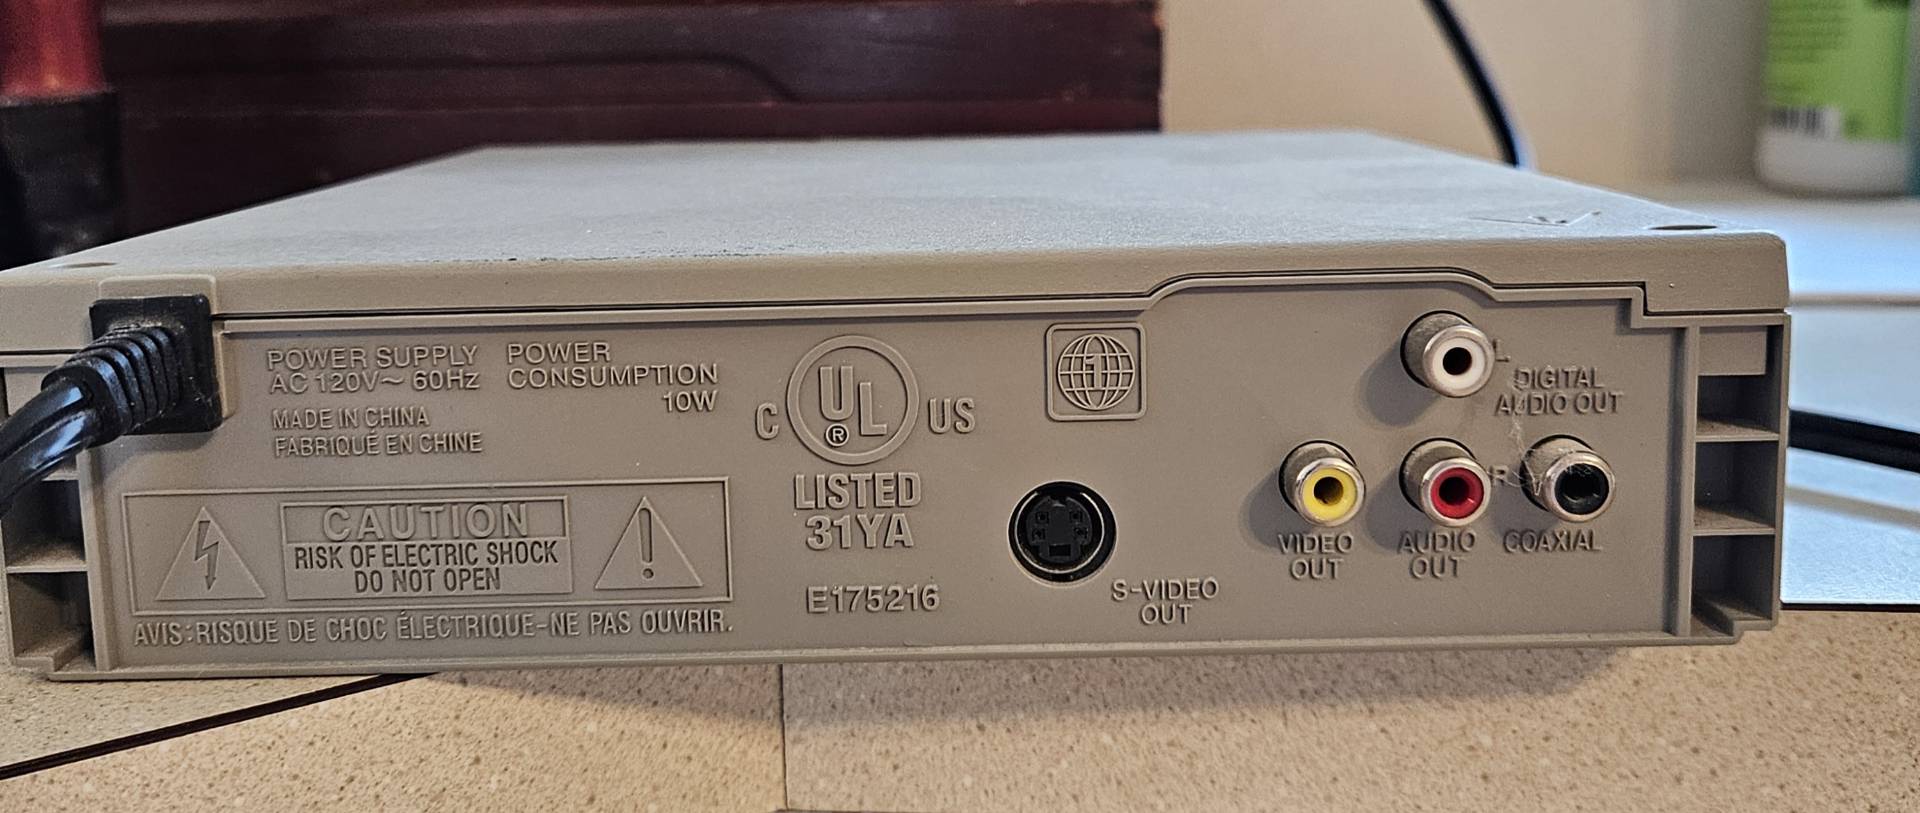 POWER SUPPLY
AC 120V~ 60Hz
POWER
CONSUMPTION
10W
MADE IN CHINA
FABRIQUÉ EN CHINE
CAUTION
RISK OF ELECTRIC SHOCK
DO NOT OPEN
AVIS:RISQUE DE CHOC ÉLECTRIQUE-NE PAS OUVRIR.
C UL ® US
LISTED
31YA
E175216
1
S-VIDEO
OUT
VIDEO
OUT
L
R
AUDIO
OUT
DIGITAL
AUDIO OUT
COAXIAL